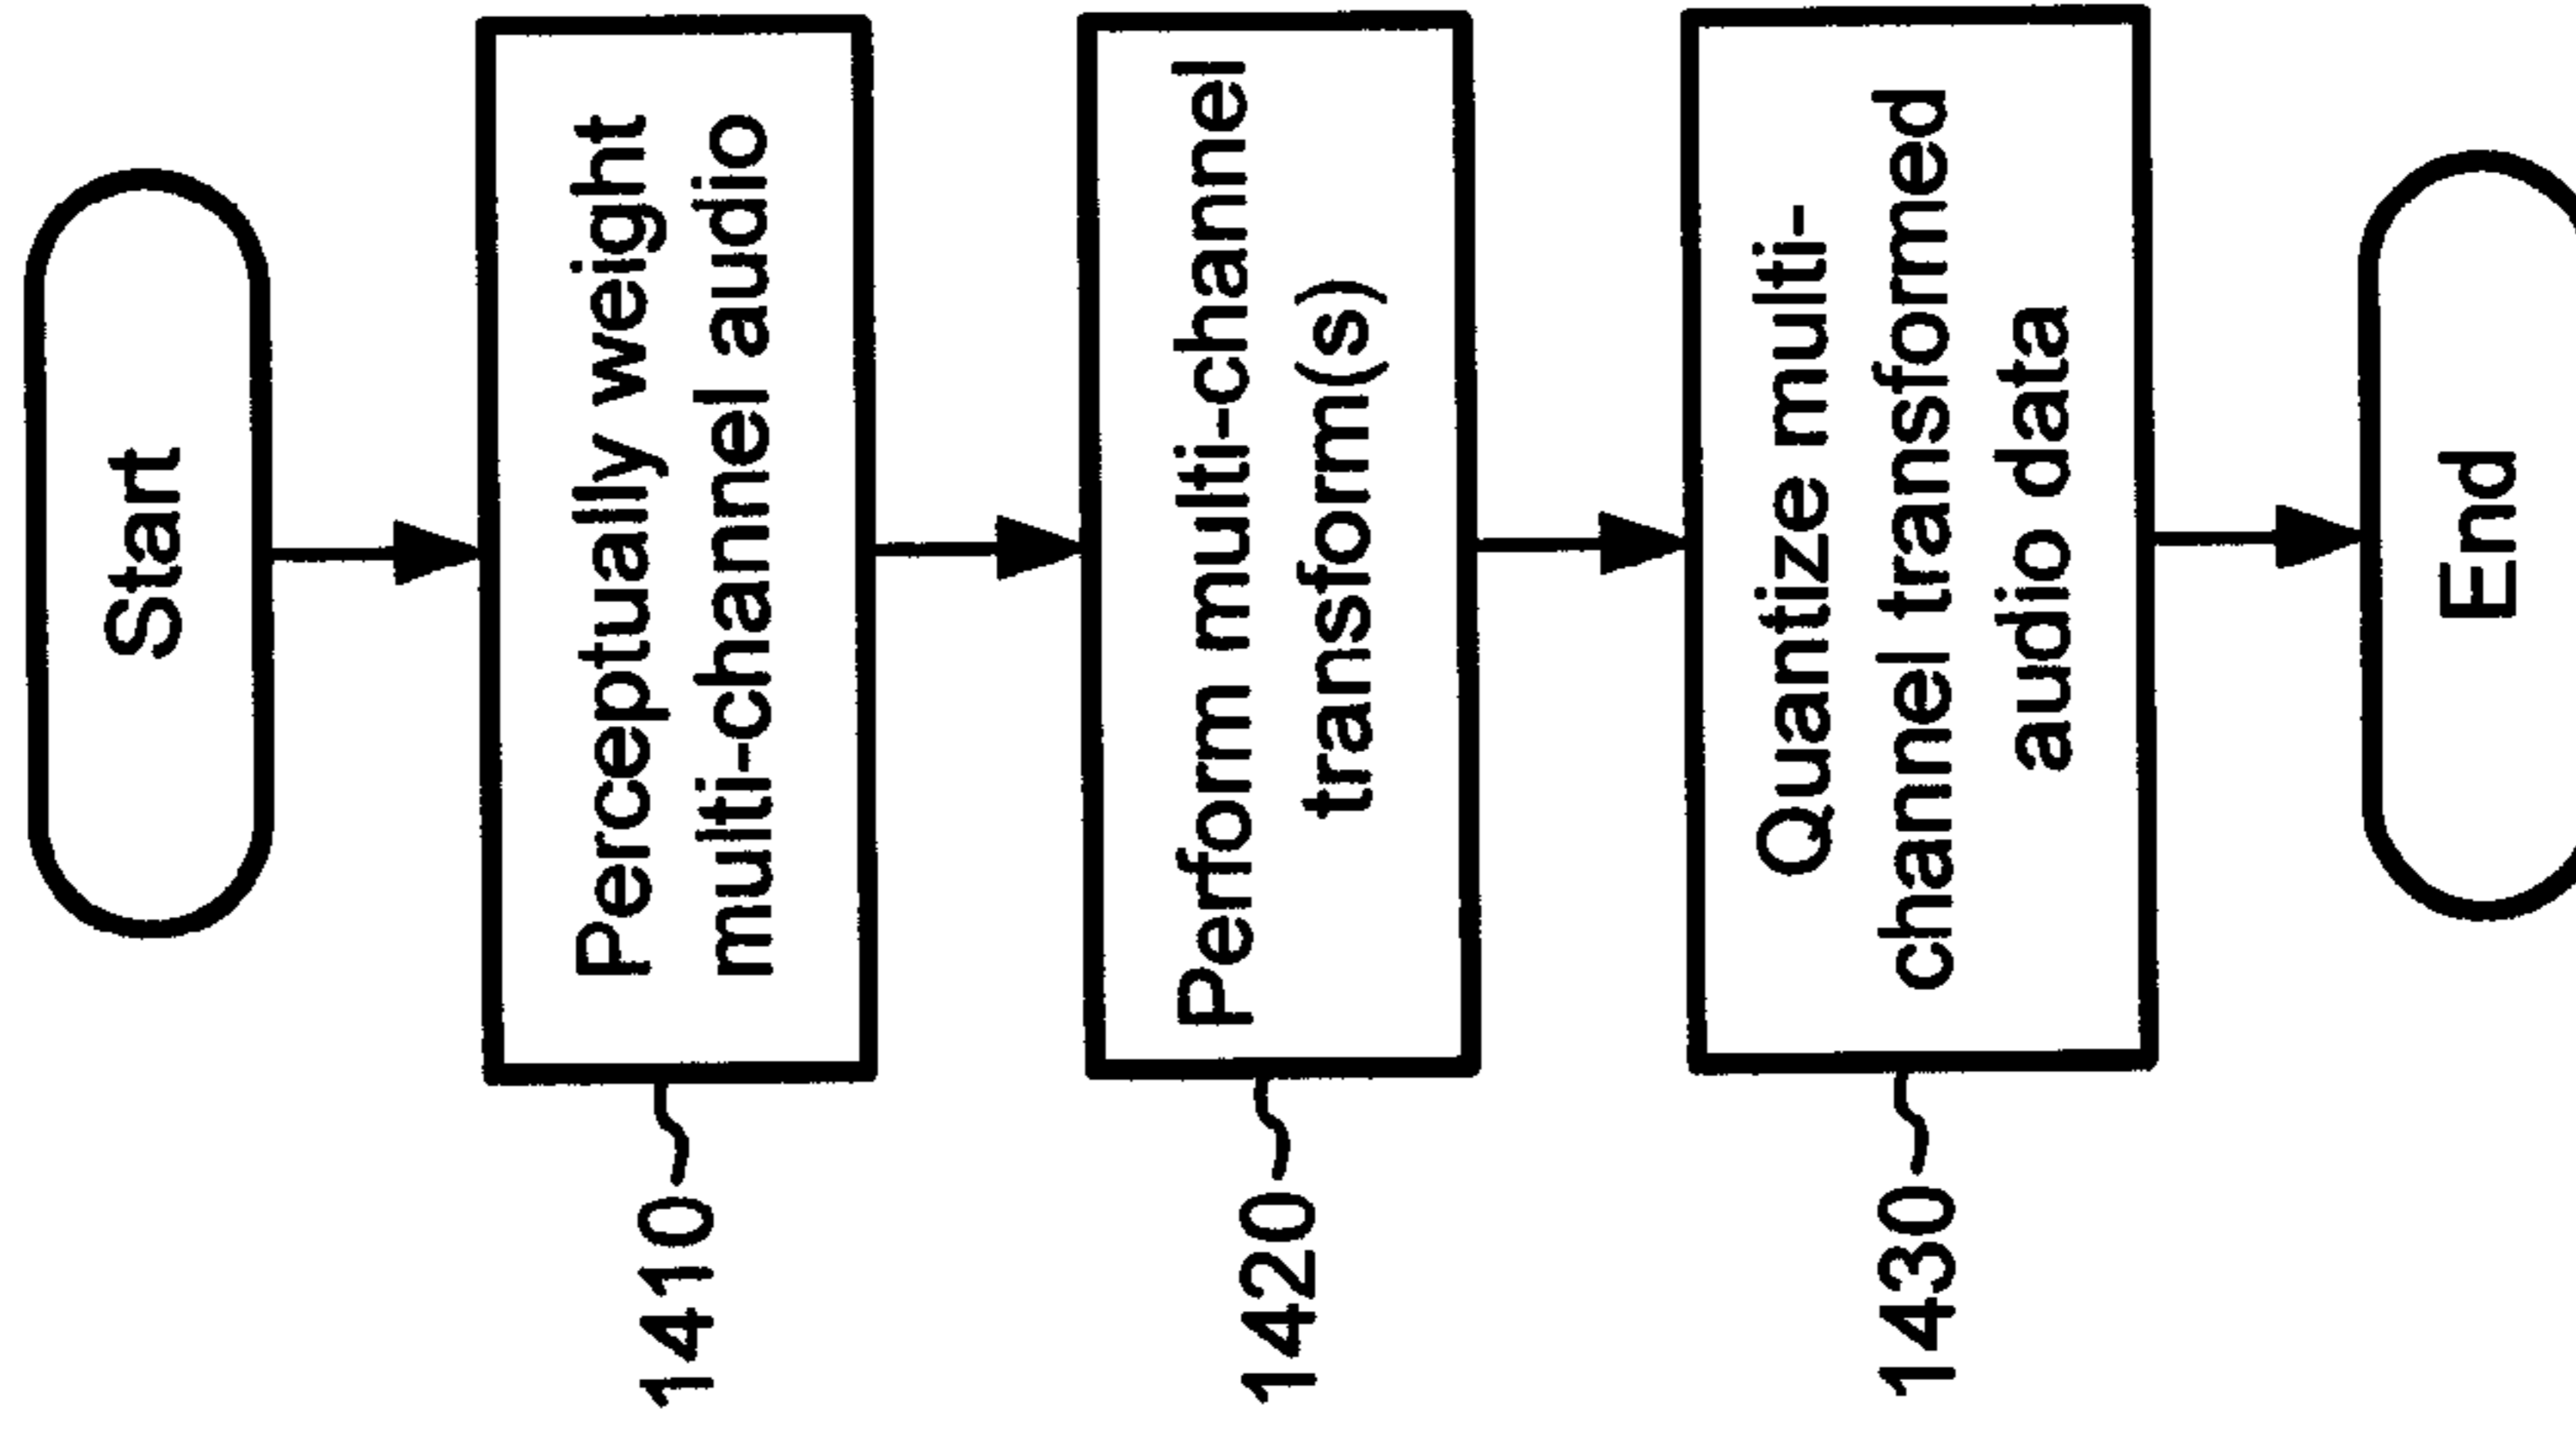 Start
1410
Perceptually weight
multi-channel audio
1420
Perform multi-channel
transform(s)
1430
Quantize multi-
channel transformed
audio data
End